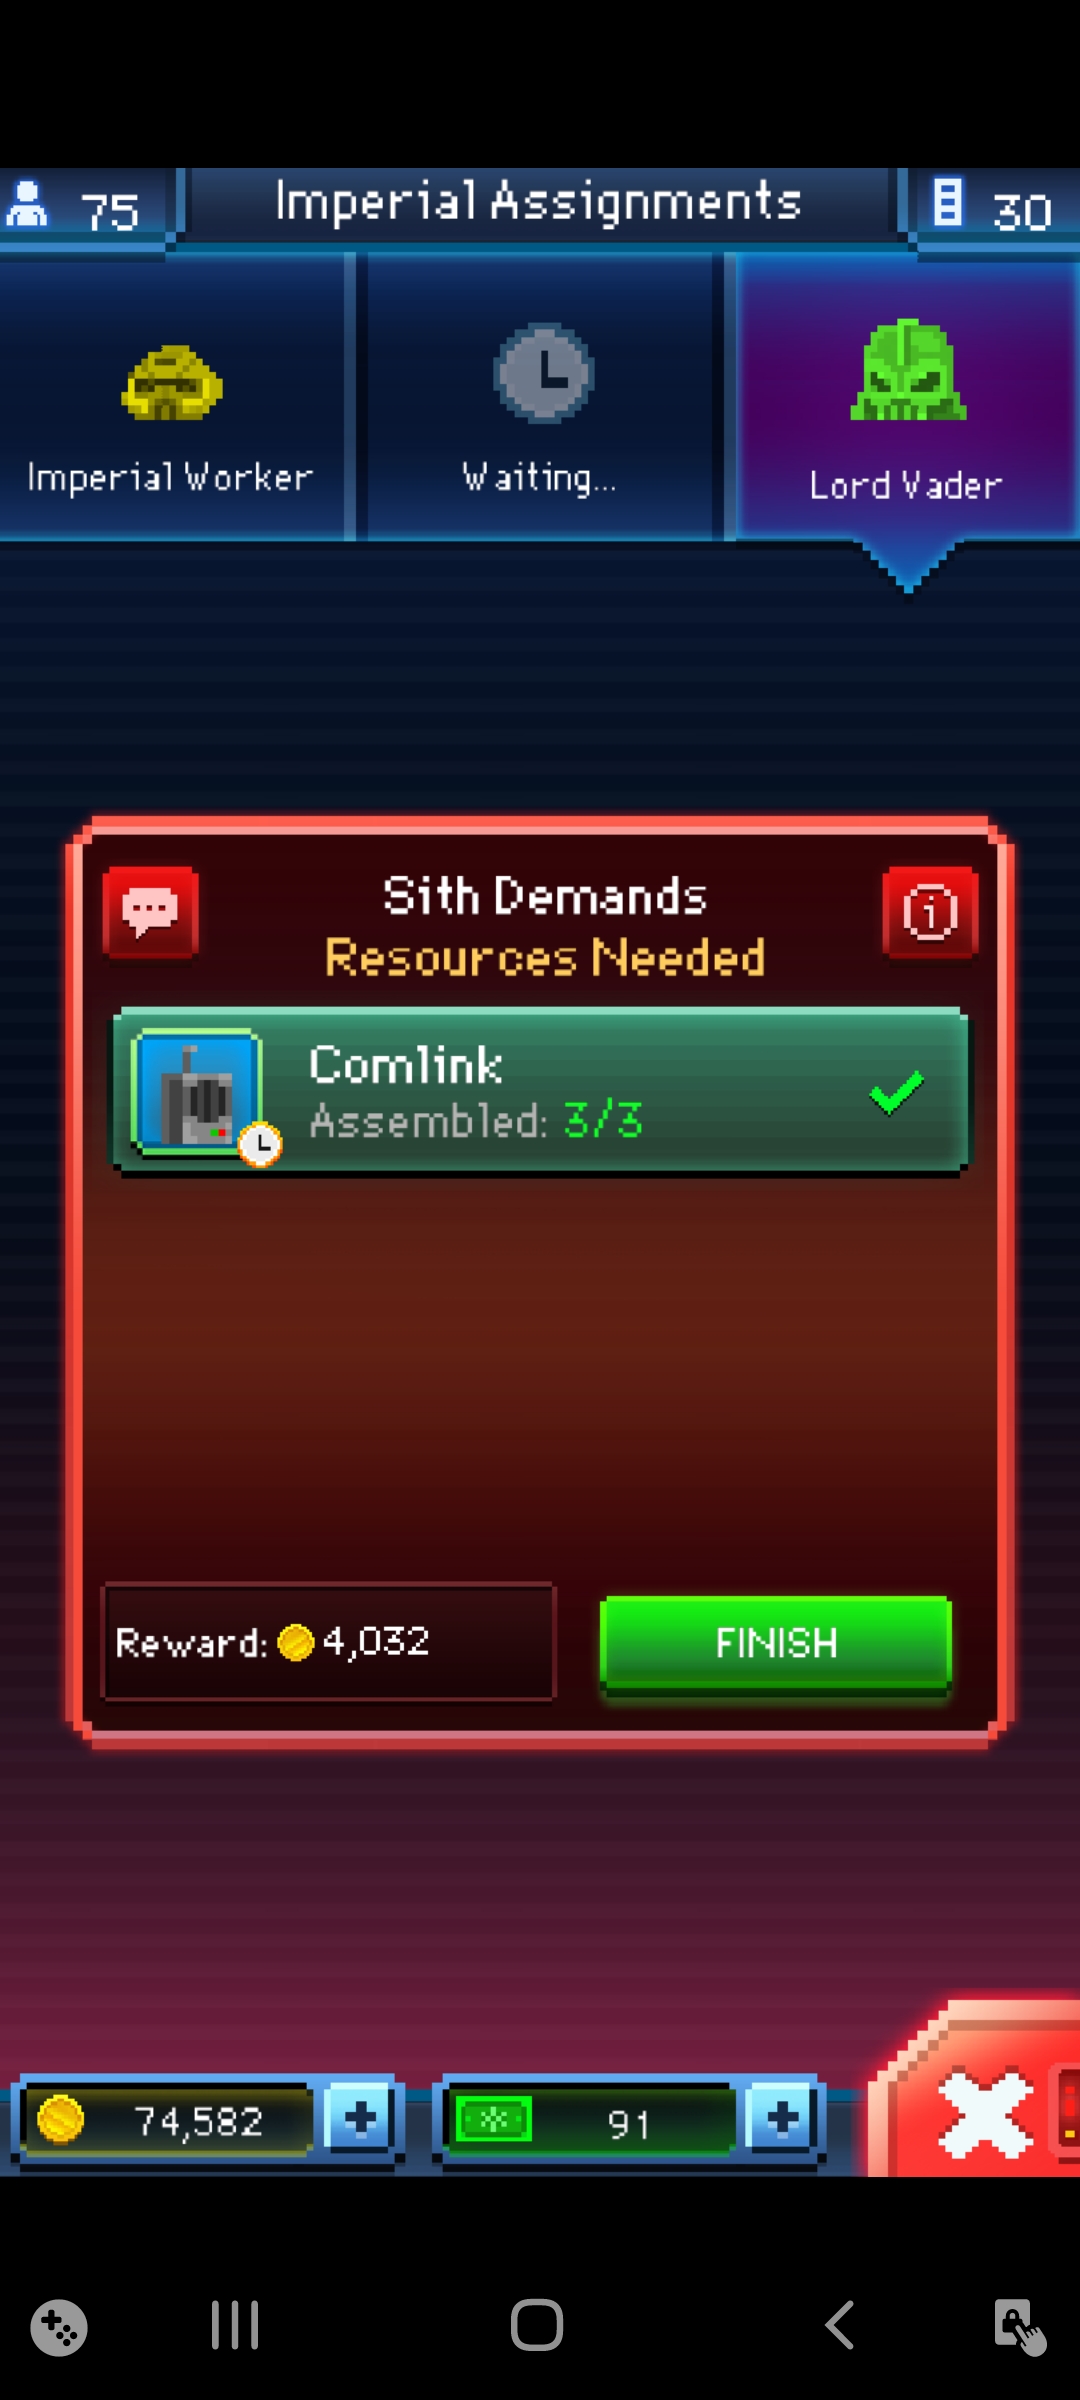 75
Imperial Assignments
30
Imperial Worker
Waiting...
Lord Vader
Sith Demands
Resources Needed
Comlink
Assembled: 3/3
Reward: 4,032
FINISH
74,582
91